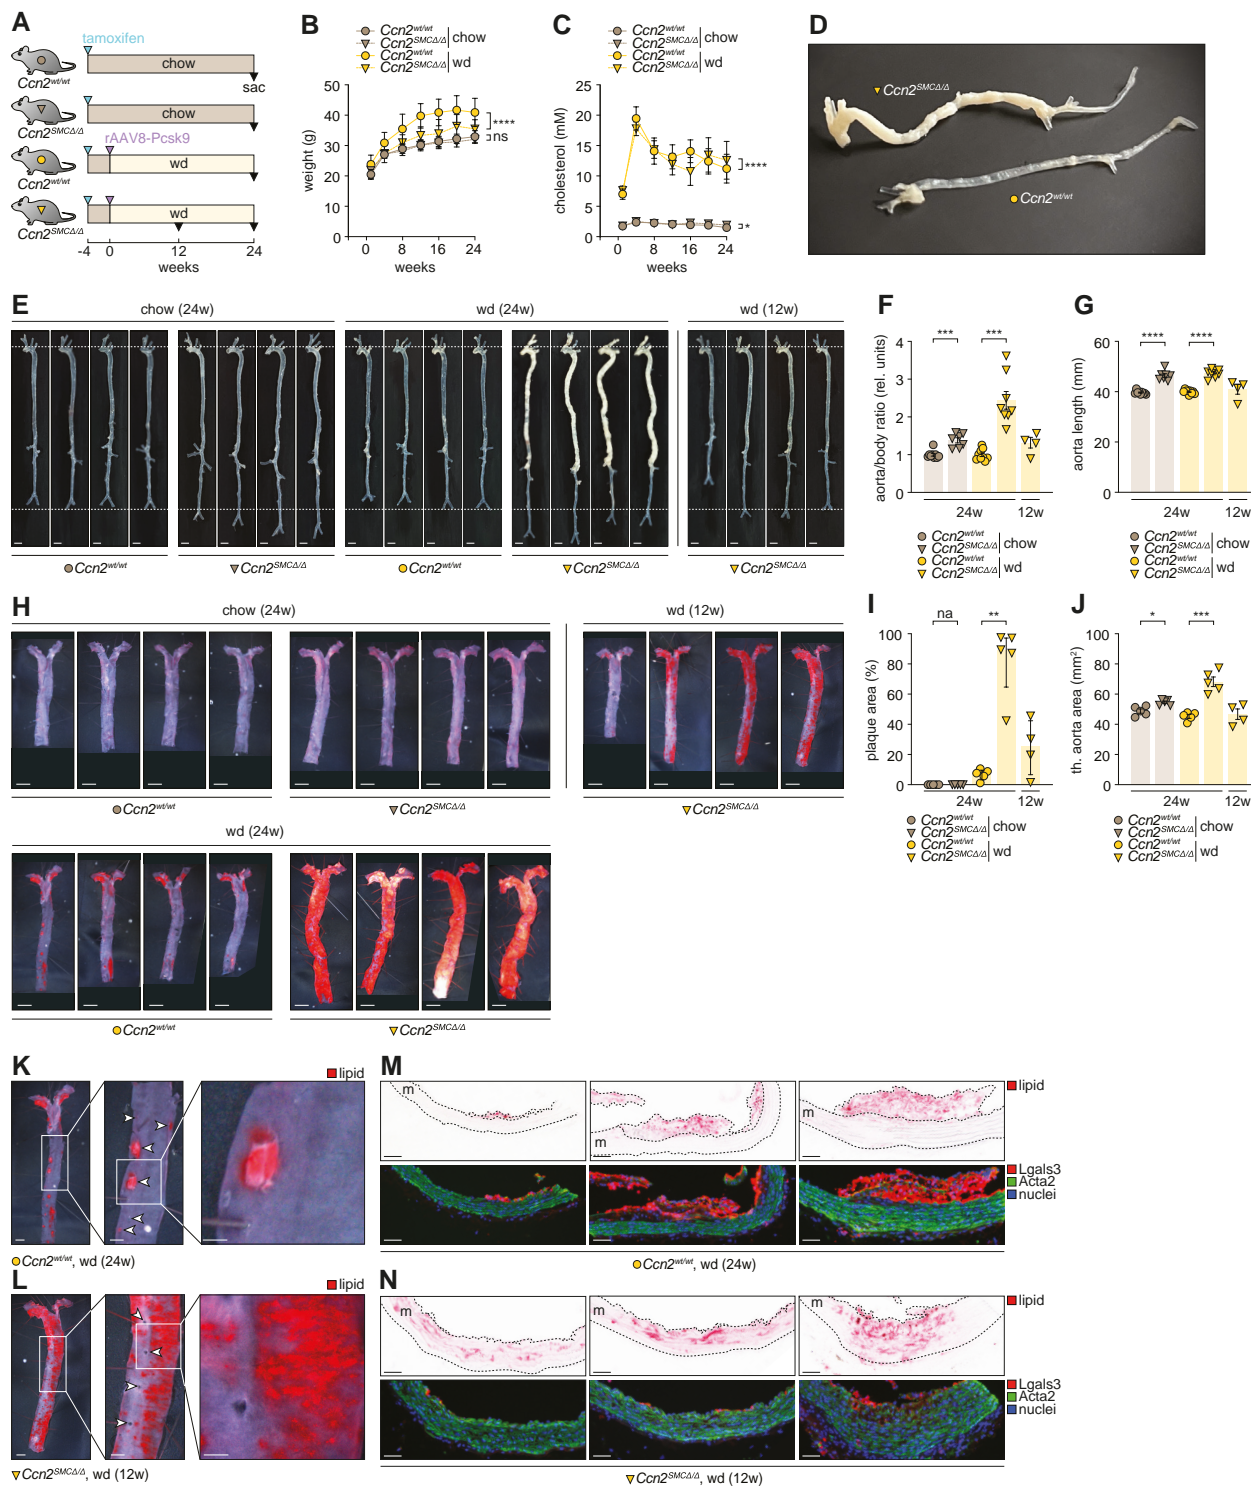 A
tamoxifen
chow
sac
Ccn2wt/wt
chow
Ccn2SMCΔ/Δ
rAAV8-Pcsk9
wd
Ccn2wt/wt
wd
Ccn2SMCΔ/Δ
-4 0 12 24
weeks
B
Ccn2wt/wt
Ccn2SMCΔ/Δ
chow
Ccn2wt/wt
Ccn2SMCΔ/Δ
wd
50
40
30
20
10
0
weight (g)
****
ns
0 8 16 24
weeks
C
Ccn2wt/wt
Ccn2SMCΔ/Δ
chow
Ccn2wt/wt
Ccn2SMCΔ/Δ
wd
25
20
15
10
5
0
cholesterol (mM)
****
*
0 8 16 24
weeks
D
Ccn2SMCΔ/Δ
Ccn2wt/wt
E
chow (24w) wd (24w) wd (12w)
Ccn2wt/wt Ccn2SMCΔ/Δ Ccn2wt/wt Ccn2SMCΔ/Δ Ccn2SMCΔ/Δ
F
*** ***
4
3
2
1
0
aorta/body ratio (rel. units)
24w 12w
Ccn2wt/wt
Ccn2SMCΔ/Δ
chow
Ccn2wt/wt
Ccn2SMCΔ/Δ
wd
G
**** ****
60
40
20
0
aorta length (mm)
24w 12w
Ccn2wt/wt
Ccn2SMCΔ/Δ
chow
Ccn2wt/wt
Ccn2SMCΔ/Δ
wd
H
chow (24w) wd (12w)
Ccn2wt/wt Ccn2SMCΔ/Δ Ccn2SMCΔ/Δ
wd (24w)
Ccn2wt/wt Ccn2SMCΔ/Δ
I
na **
100
80
60
40
20
0
plaque area (%)
24w 12w
Ccn2wt/wt
Ccn2SMCΔ/Δ
chow
Ccn2wt/wt
Ccn2SMCΔ/Δ
wd
J
* ***
100
80
60
40
20
0
th. aorta area (mm²)
24w 12w
Ccn2wt/wt
Ccn2SMCΔ/Δ
chow
Ccn2wt/wt
Ccn2SMCΔ/Δ
wd
K
lipid
Ccn2wt/wt, wd (24w)
L
lipid
Ccn2SMCΔ/Δ, wd (12w)
M
m m m
lipid
Lgals3
Acta2
nuclei
Ccn2wt/wt, wd (24w)
N
m m m
lipid
Lgals3
Acta2
nuclei
Ccn2SMCΔ/Δ, wd (12w)